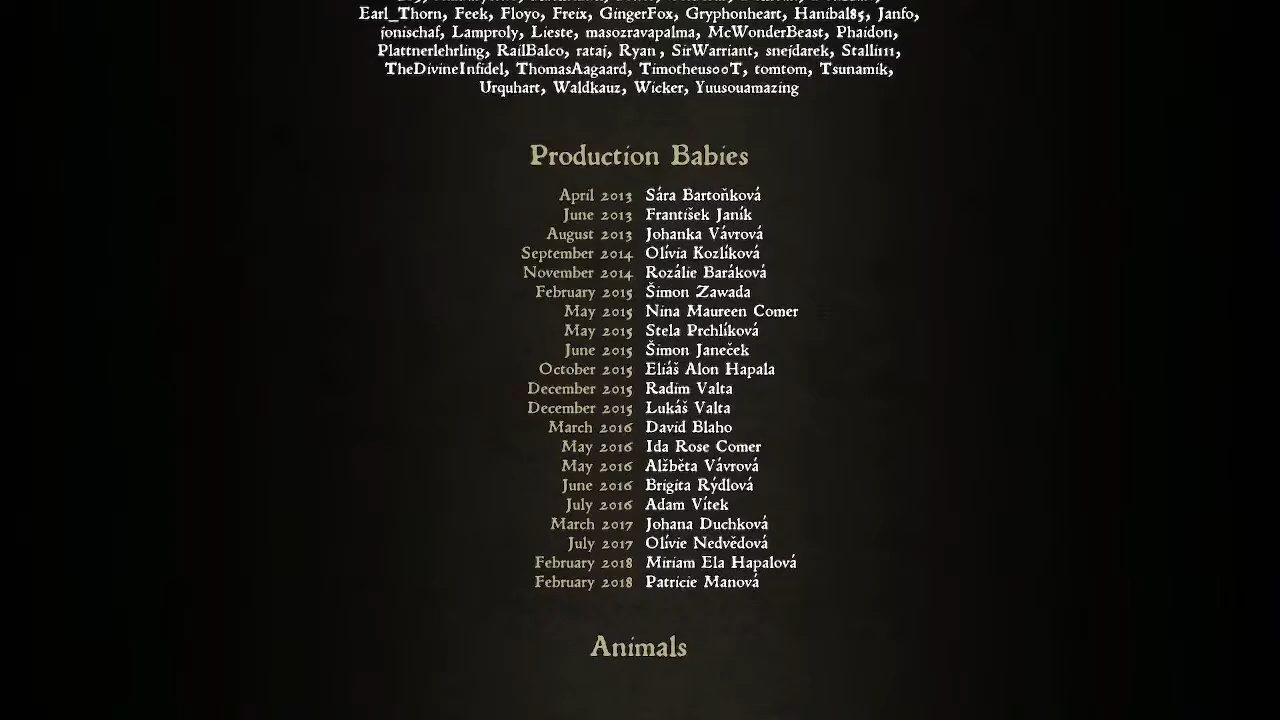 Earl_Thorn, Feek, Floyo, Freix, GingerFox, Gryphonheart, Hanibal85, Janfo,
jonischaf, Lamproly, Lieste, masozravapalma, McWonderBeast, Phaidon,
Plattnerlehrling, RailBalco, rataj, Ryan , SirWarriant, snejdarek, Stalli111,
TheDivineInfidel, ThomasAagaard, Timotheus00T, tomtom, Tsunamik,
Urquhart, Waldkauz, Wicker, Yuusouamazing
Production Babies
April 2013 Sára Bartoňková
June 2013 František Janík
August 2013 Johanka Vávrová
September 2014 Olívia Kozlíková
November 2014 Rozálie Baráková
February 2015 Šimon Zawada
May 2015 Nina Maureen Comer
May 2015 Stela Prchlíková
June 2015 Šimon Janeček
October 2015 Eliáš Alon Hapala
December 2015 Radim Valta
December 2015 Lukáš Valta
March 2016 David Blaho
May 2016 Ida Rose Comer
May 2016 Alžběta Vávrová
June 2016 Brigita Rýdlová
July 2016 Adam Vítek
March 2017 Johana Duchková
July 2017 Olívie Nedvědová
February 2018 Miriam Ela Hapalová
February 2018 Patricie Manová
Animals